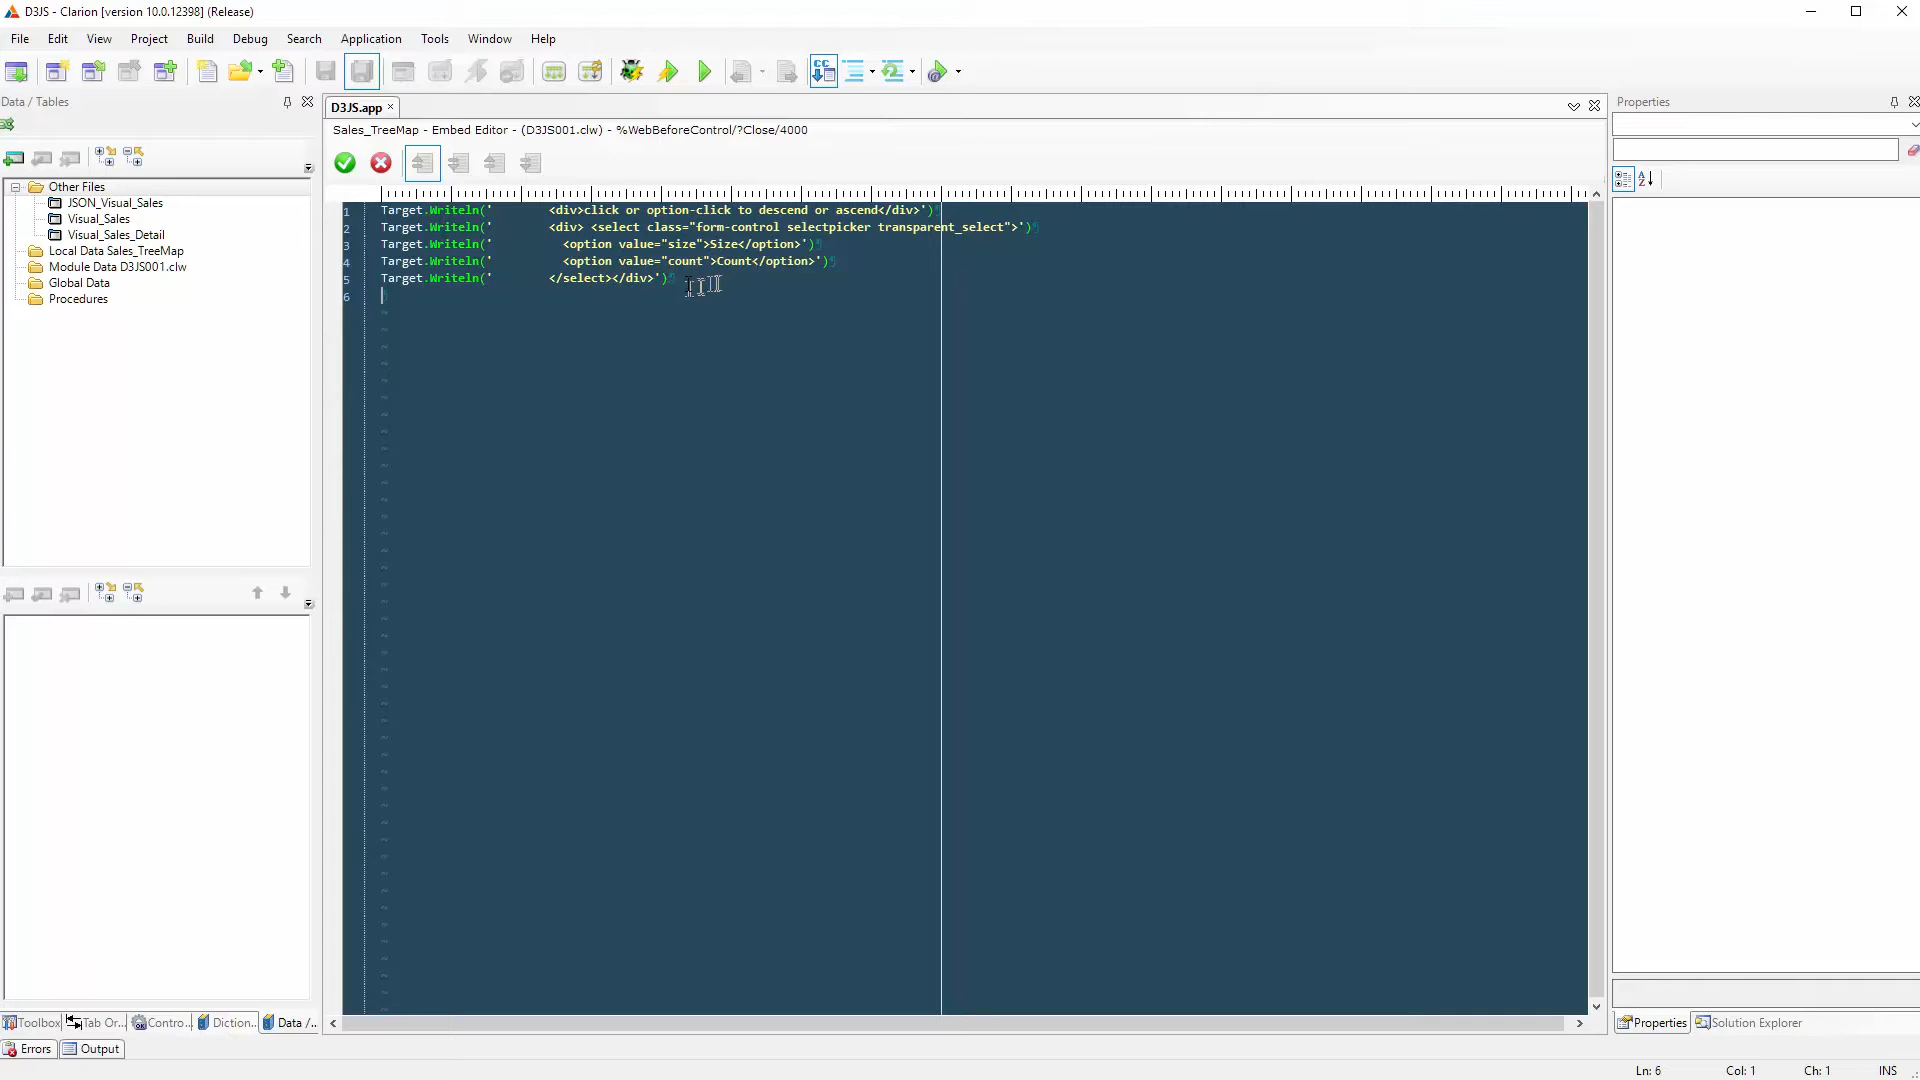 D3JS - Clarion [version 10.0.12398] (Release)
File Edit View Project Build Debug Search Application Tools Window Help
Data / Tables
D3JS.app
Properties
Sales_TreeMap - Embed Editor - (D3JS001.clw) - %WebBeforeControl/?Close/4000
Other Files
JSON_Visual_Sales
Visual_Sales
Visual_Sales_Detail
Local Data Sales_TreeMap
Module Data D3JS001.clw
Global Data
Procedures
1 Target.Writeln('        <div>click or option-click to descend or ascend</div>')
2 Target.Writeln('        <div> <select class="form-control selectpicker transparent_select">')
3 Target.Writeln('          <option value="size">Size</option>')
4 Target.Writeln('          <option value="count">Count</option>')
5 Target.Writeln('        </select></div>')
6
Toolbox Tab Or... Contro... Diction... Data /...
Properties Solution Explorer
Errors Output
Ln: 6 Col: 1 Ch: 1 INS